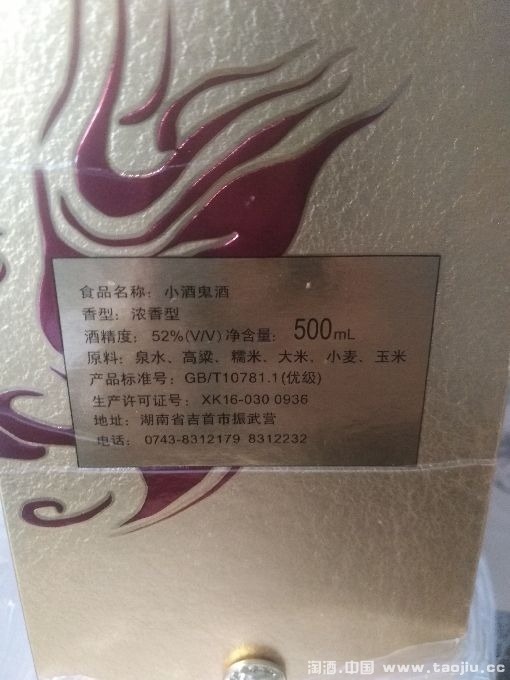 食品名称：小酒鬼酒
香型：浓香型
酒精度：52%(V/V) 净含量：500mL
原料：泉水、高粱、糯米、大米、小麦、玉米
产品标准号：GB/T10781.1(优级)
生产许可证号：XK16-030 0936
地址：湖南省吉首市振武营
电话：0743-8312179 8312232
淘酒.中国 www.taojiu.cc